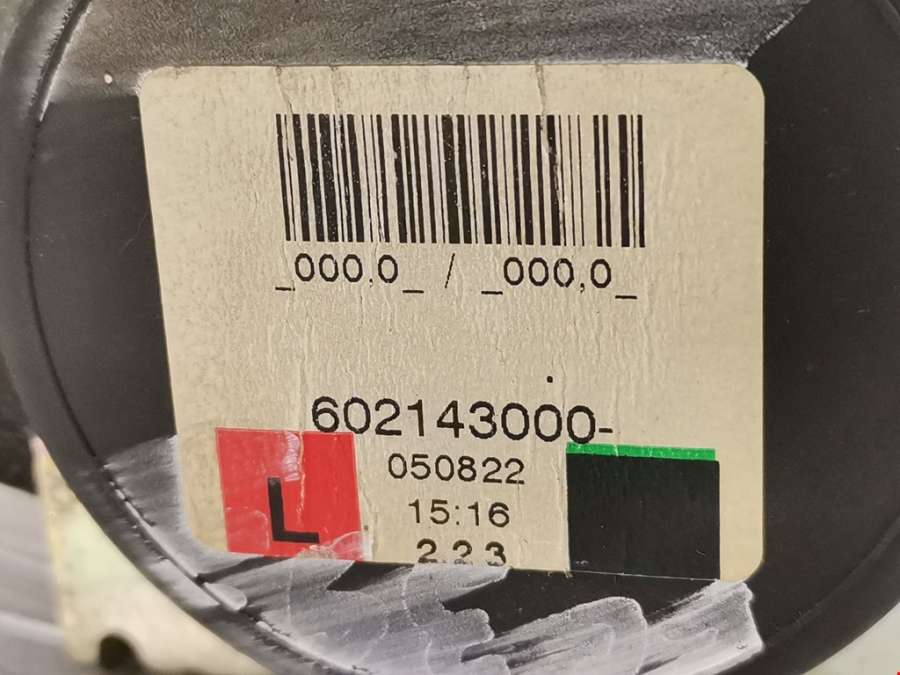 _000,0_ / _000,0_
602143000-
050822
L
15:16
2.2.3